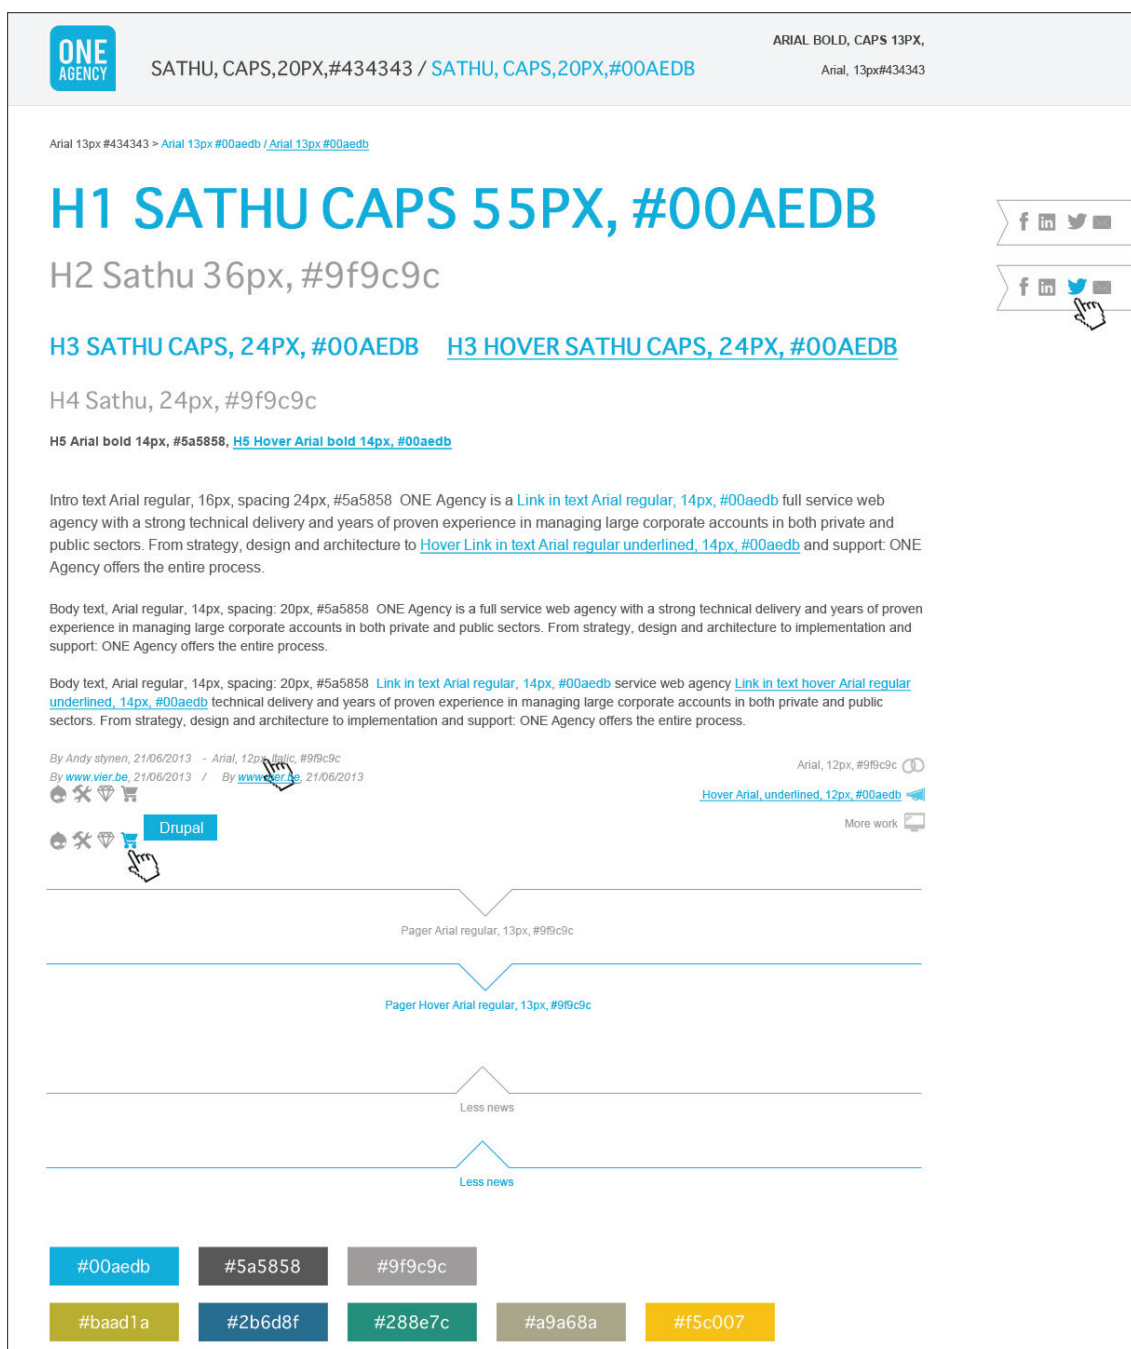 ONE
AGENCY
SATHU, CAPS,20PX,#434343 / SATHU, CAPS,20PX,#00AEDB
ARIAL BOLD, CAPS 13PX,
Arial, 13px#434343
Arial 13px #434343 > Arial 13px #00aedb / Arial 13px #00aedb
H1 SATHU CAPS 55PX, #00AEDB
H2 Sathu 36px, #9f9c9c
H3 SATHU CAPS, 24PX, #00AEDB H3 HOVER SATHU CAPS, 24PX, #00AEDB
H4 Sathu, 24px, #9f9c9c
H5 Arial bold 14px, #5a5858, H5 Hover Arial bold 14px, #00aedb
Intro text Arial regular, 16px, spacing 24px, #5a5858 ONE Agency is a Link in text Arial regular, 14px, #00aedb full service web
agency with a strong technical delivery and years of proven experience in managing large corporate accounts in both private and
public sectors. From strategy, design and architecture to Hover Link in text Arial regular underlined, 14px, #00aedb and support: ONE
Agency offers the entire process.
Body text, Arial regular, 14px, spacing: 20px, #5a5858 ONE Agency is a full service web agency with a strong technical delivery and years of proven
experience in managing large corporate accounts in both private and public sectors. From strategy, design and architecture to implementation and
support: ONE Agency offers the entire process.
Body text, Arial regular, 14px, spacing: 20px, #5a5858 Link in text Arial regular, 14px, #00aedb service web agency Link in text hover Arial regular
underlined, 14px, #00aedb technical delivery and years of proven experience in managing large corporate accounts in both private and public
sectors. From strategy, design and architecture to implementation and support: ONE Agency offers the entire process.
By Andy stynen, 21/06/2013 - Arial, 12px, Italic, #9f9c9c
By www.vier.be, 21/06/2013 / By www.vier.be, 21/06/2013
Arial, 12px, #9f9c9c
Hover Arial, underlined, 12px, #00aedb
More work
Drupal
Pager Arial regular, 13px, #9f9c9c
Pager Hover Arial regular, 13px, #9f9c9c
Less news
Less news
#00aedb #5a5858 #9f9c9c
#baad1a #2b6d8f #288e7c #a9a68a #f5c007